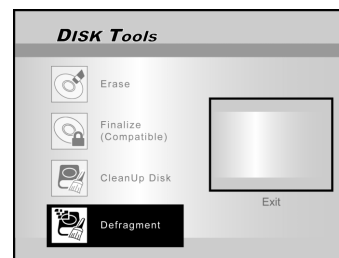 DISK Tools
Erase
Finalize
(Compatible)
CleanUp Disk
Defragment
Exit